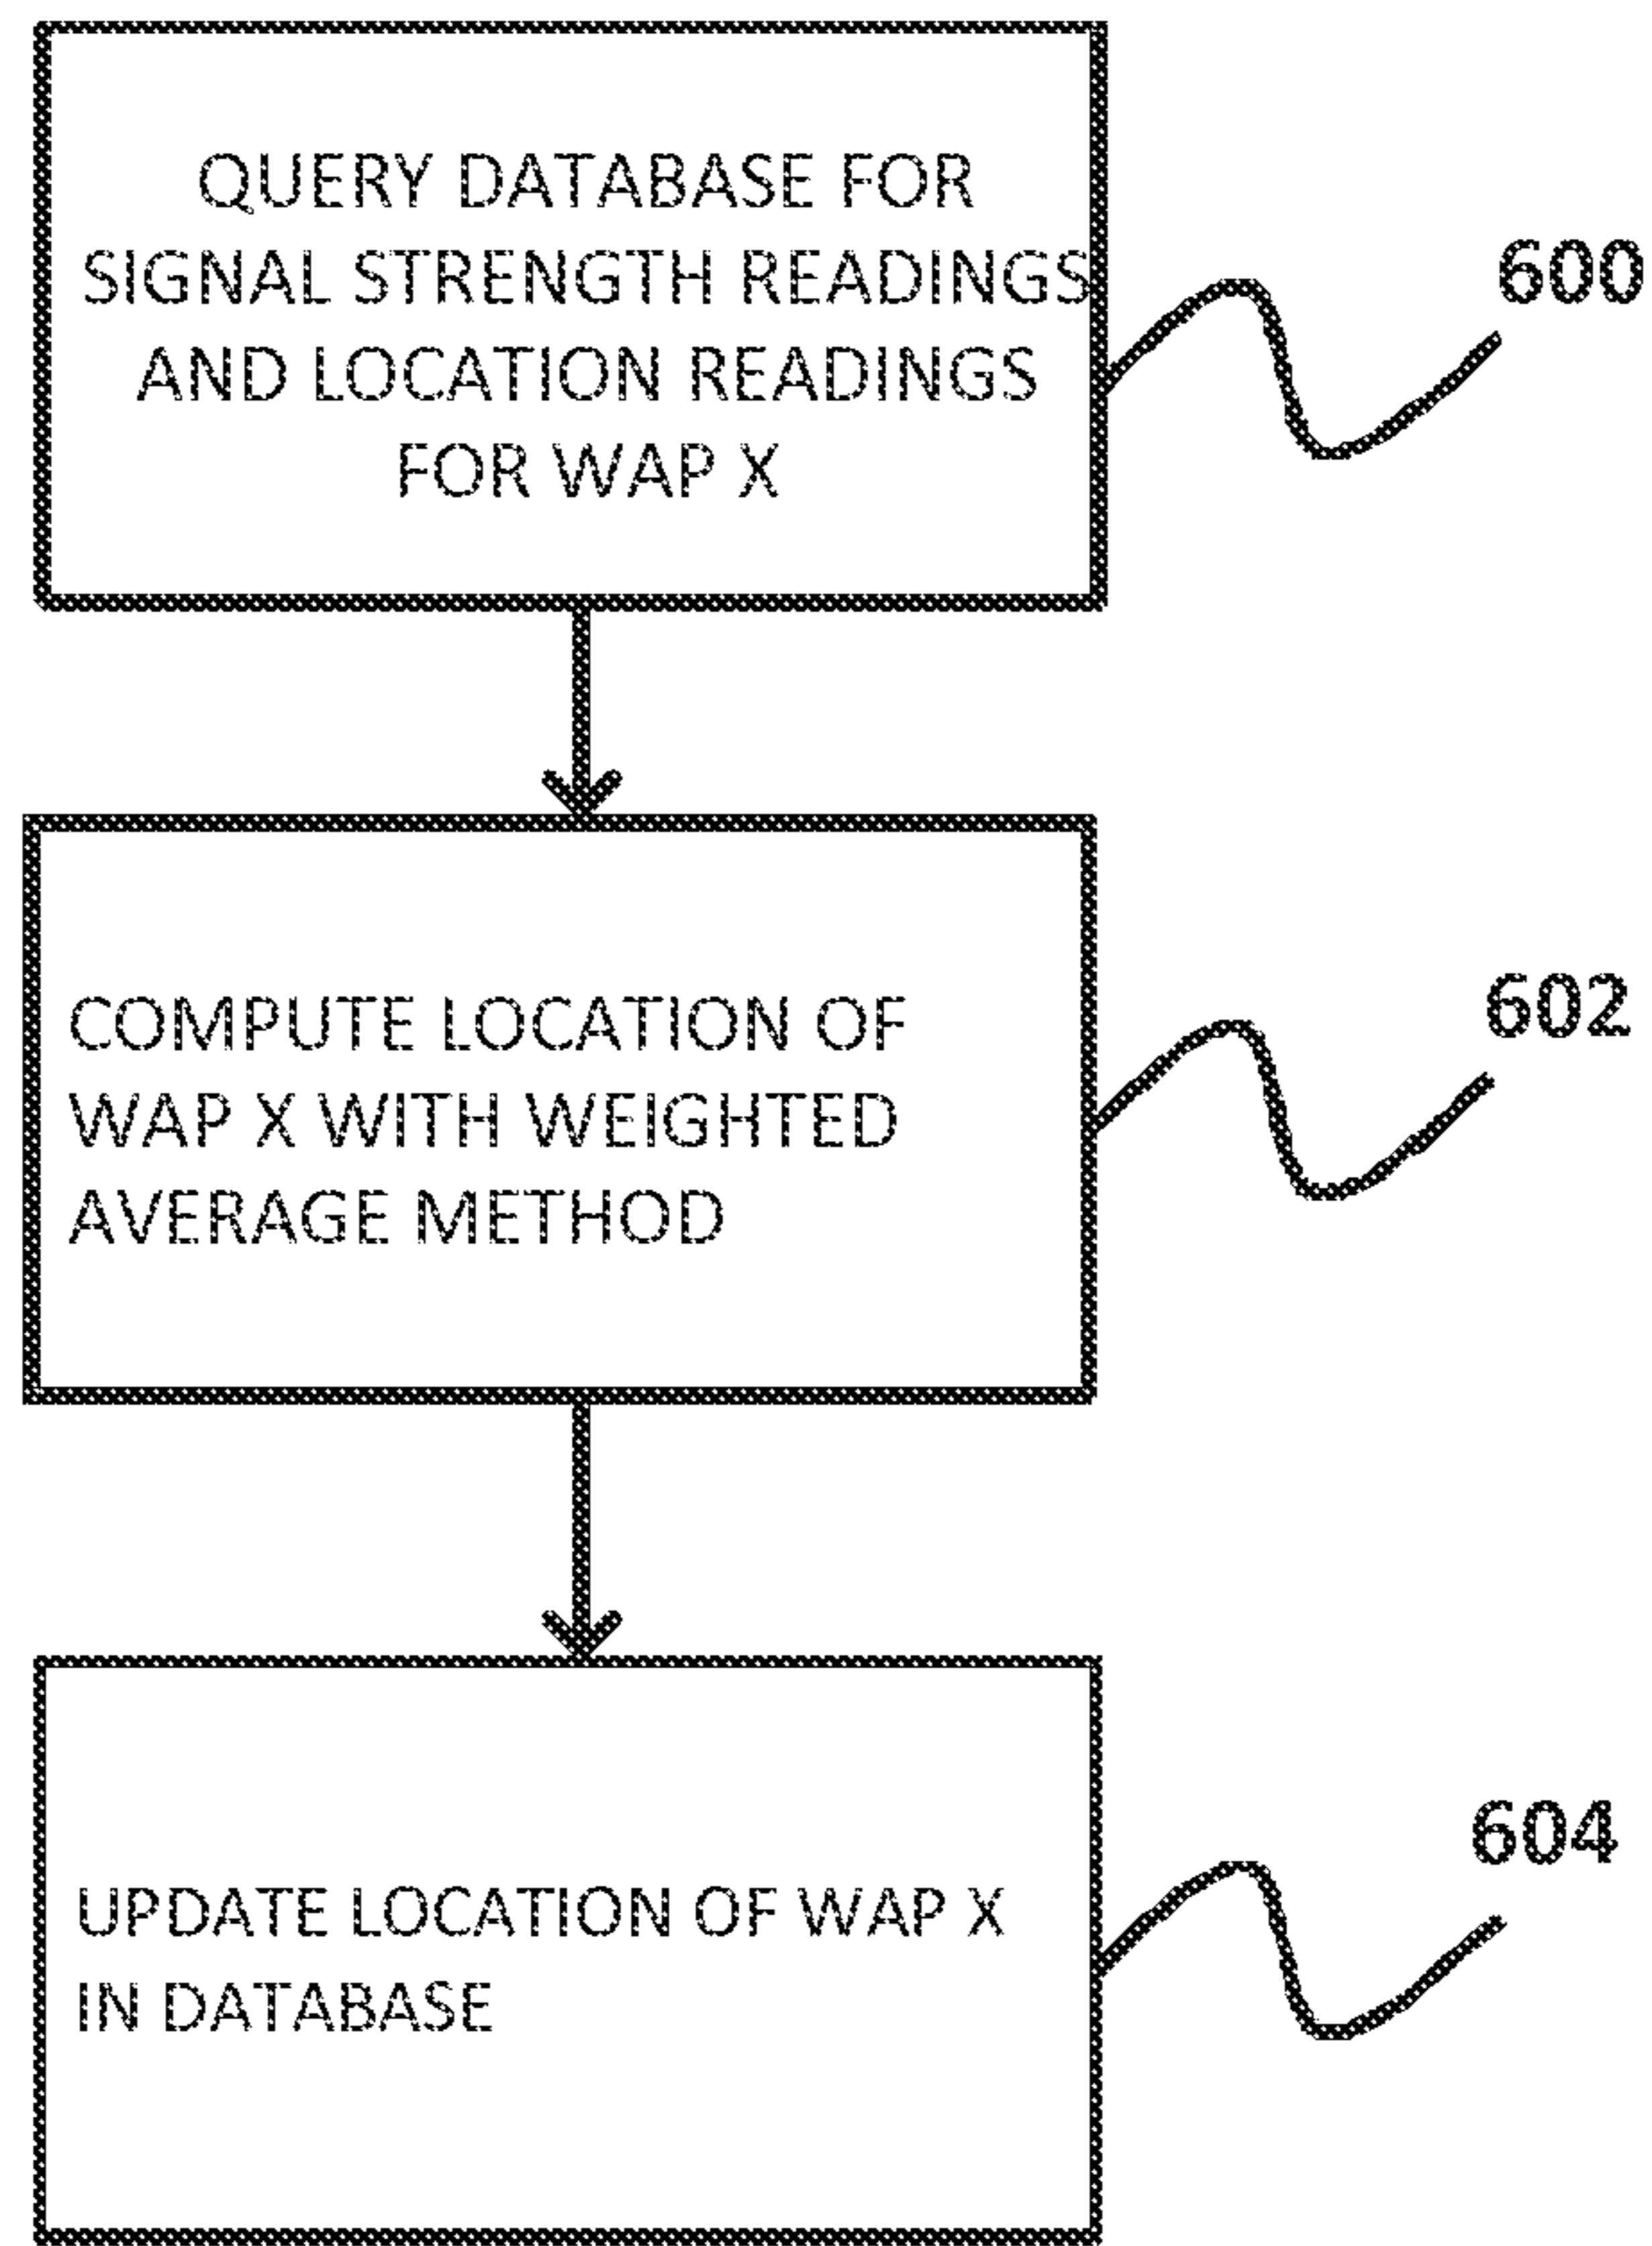 QUERY DATABASE FOR
SIGNAL STRENGTH READINGS
AND LOCATION READINGS
FOR WAP X
600
COMPUTE LOCATION OF
WAP X WITH WEIGHTED
AVERAGE METHOD
602
UPDATE LOCATION OF WAP X
IN DATABASE
604